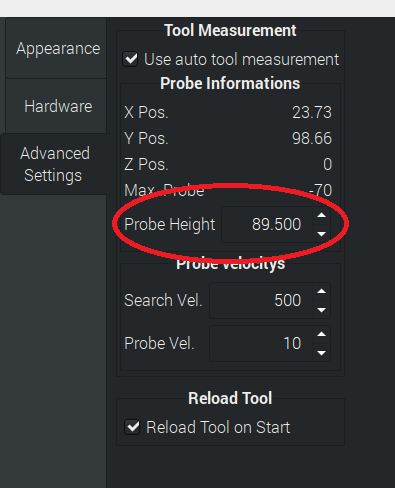 Tool Measurement
Appearance
Use auto tool measurement
Probe Informations
X Pos. 23.73
Hardware
Y Pos. 98.66
Z Pos. 0
Advanced Settings
Max. Probe -70
Probe Height 89.500
Probe Velocitys
Search Vel. 500
Probe Vel. 10
Reload Tool
Reload Tool on Start